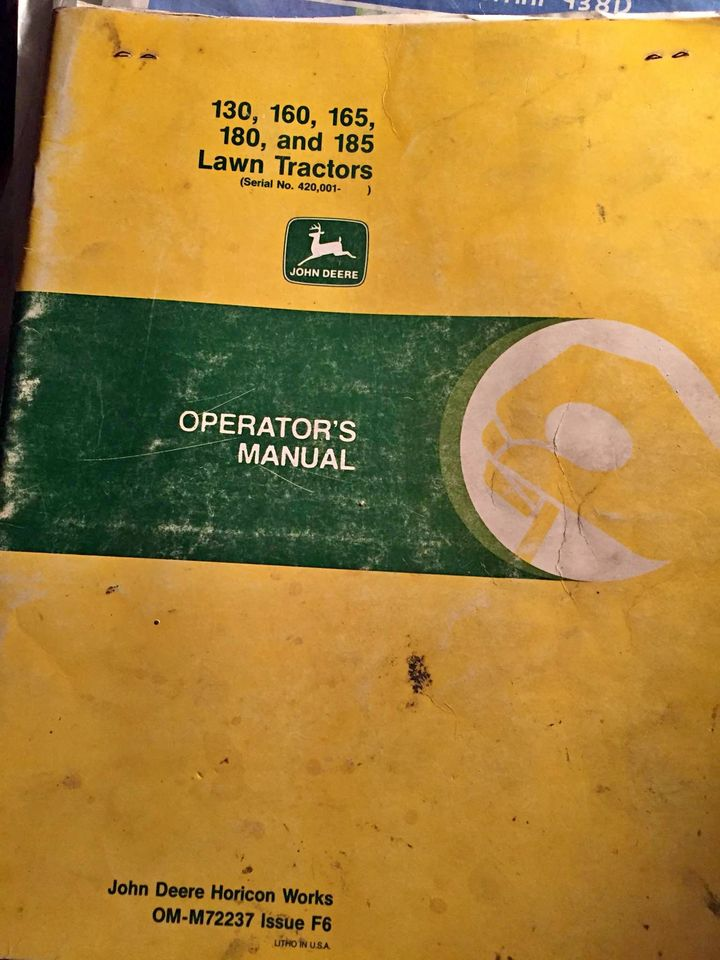 130, 160, 165,
180, and 185
Lawn Tractors
(Serial No. 420,001- )
JOHN DEERE
OPERATOR'S
MANUAL
John Deere Horicon Works
OM-M72237 Issue F6
LITHO IN U.S.A.